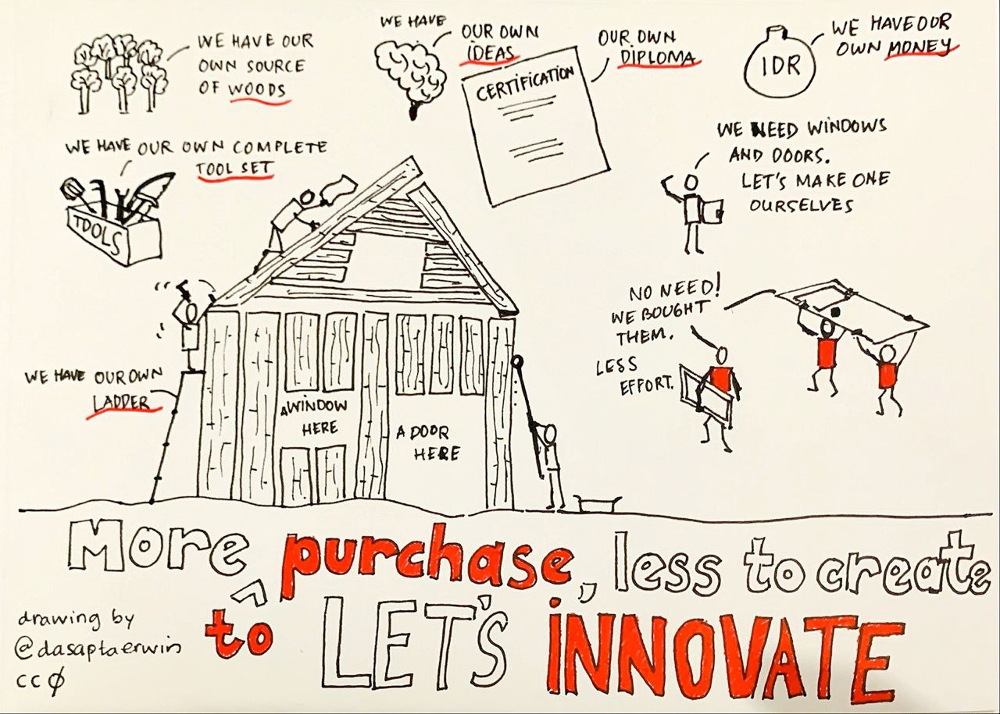 WE HAVE OUR
OWN SOURCE
OF WOODS
WE HAVE
OUR OWN
IDEAS
OUR OWN
DIPLOMA
CERTIFICATION
IDR
WE HAVE OUR
OWN MONEY
WE HAVE OUR OWN COMPLETE
TOOL SET
TOOLS
WE NEED WINDOWS
AND DOORS.
LET'S MAKE ONE
OURSELVES
NO NEED!
WE BOUGHT
THEM.
LESS
EFFORT.
WE HAVE OUR OWN
LADDER
A WINDOW
HERE
A DOOR
HERE
More purchase, less to create
to LET'S INNOVATE
drawing by
@dasaptaerwin
CC0